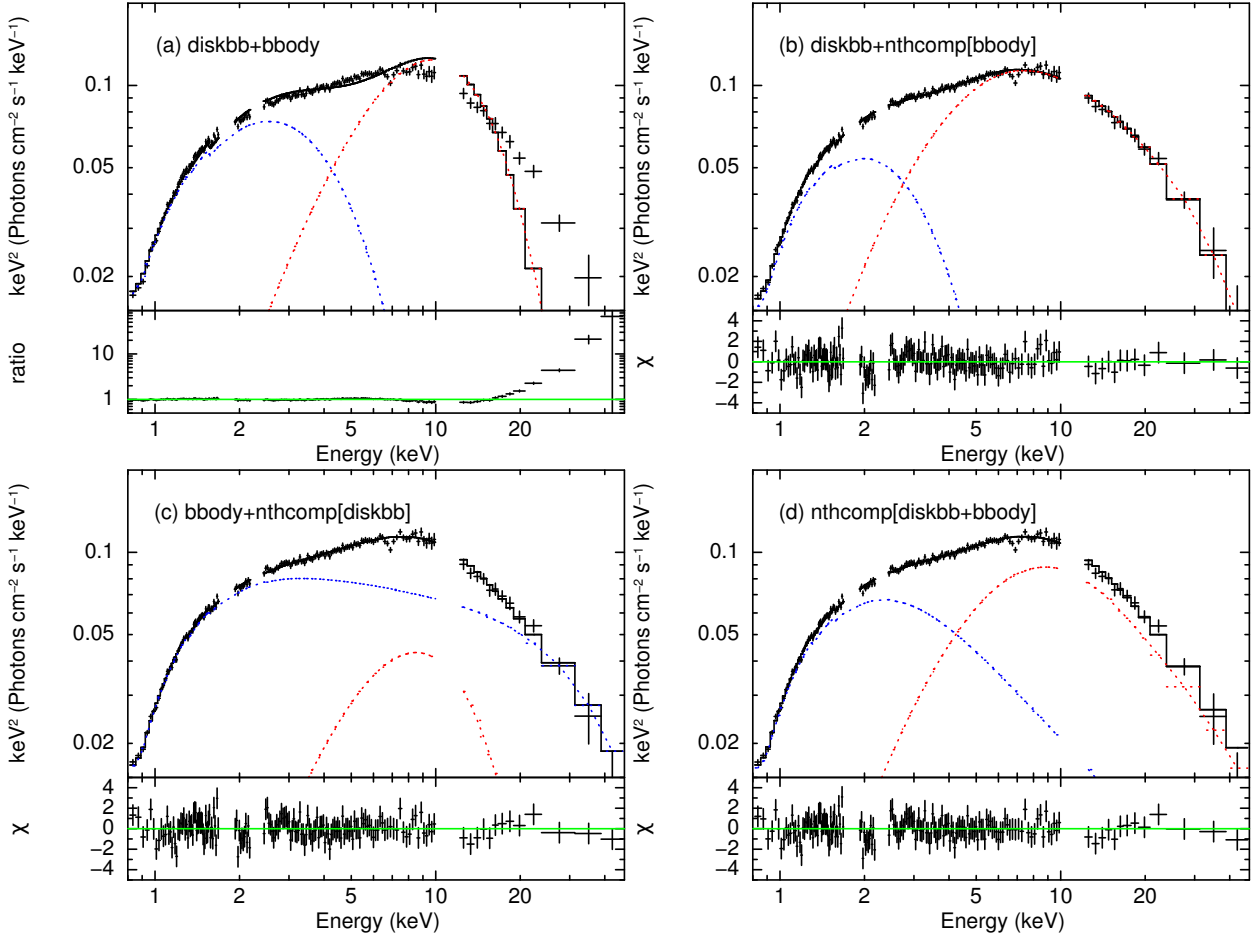 (a) diskbb+bbody
keV² (Photons cm⁻² s⁻¹ keV⁻¹)
0.1
0.05
0.02
ratio
10
1
1 2 5 10 20
Energy (keV)
(b) diskbb+nthcomp[bbody]
keV² (Photons cm⁻² s⁻¹ keV⁻¹)
0.1
0.05
0.02
χ
4
2
0
−2
−4
1 2 5 10 20
Energy (keV)
(c) bbody+nthcomp[diskbb]
keV² (Photons cm⁻² s⁻¹ keV⁻¹)
0.1
0.05
0.02
χ
4
2
0
−2
−4
1 2 5 10 20
Energy (keV)
(d) nthcomp[diskbb+bbody]
keV² (Photons cm⁻² s⁻¹ keV⁻¹)
0.1
0.05
0.02
χ
4
2
0
−2
−4
1 2 5 10 20
Energy (keV)